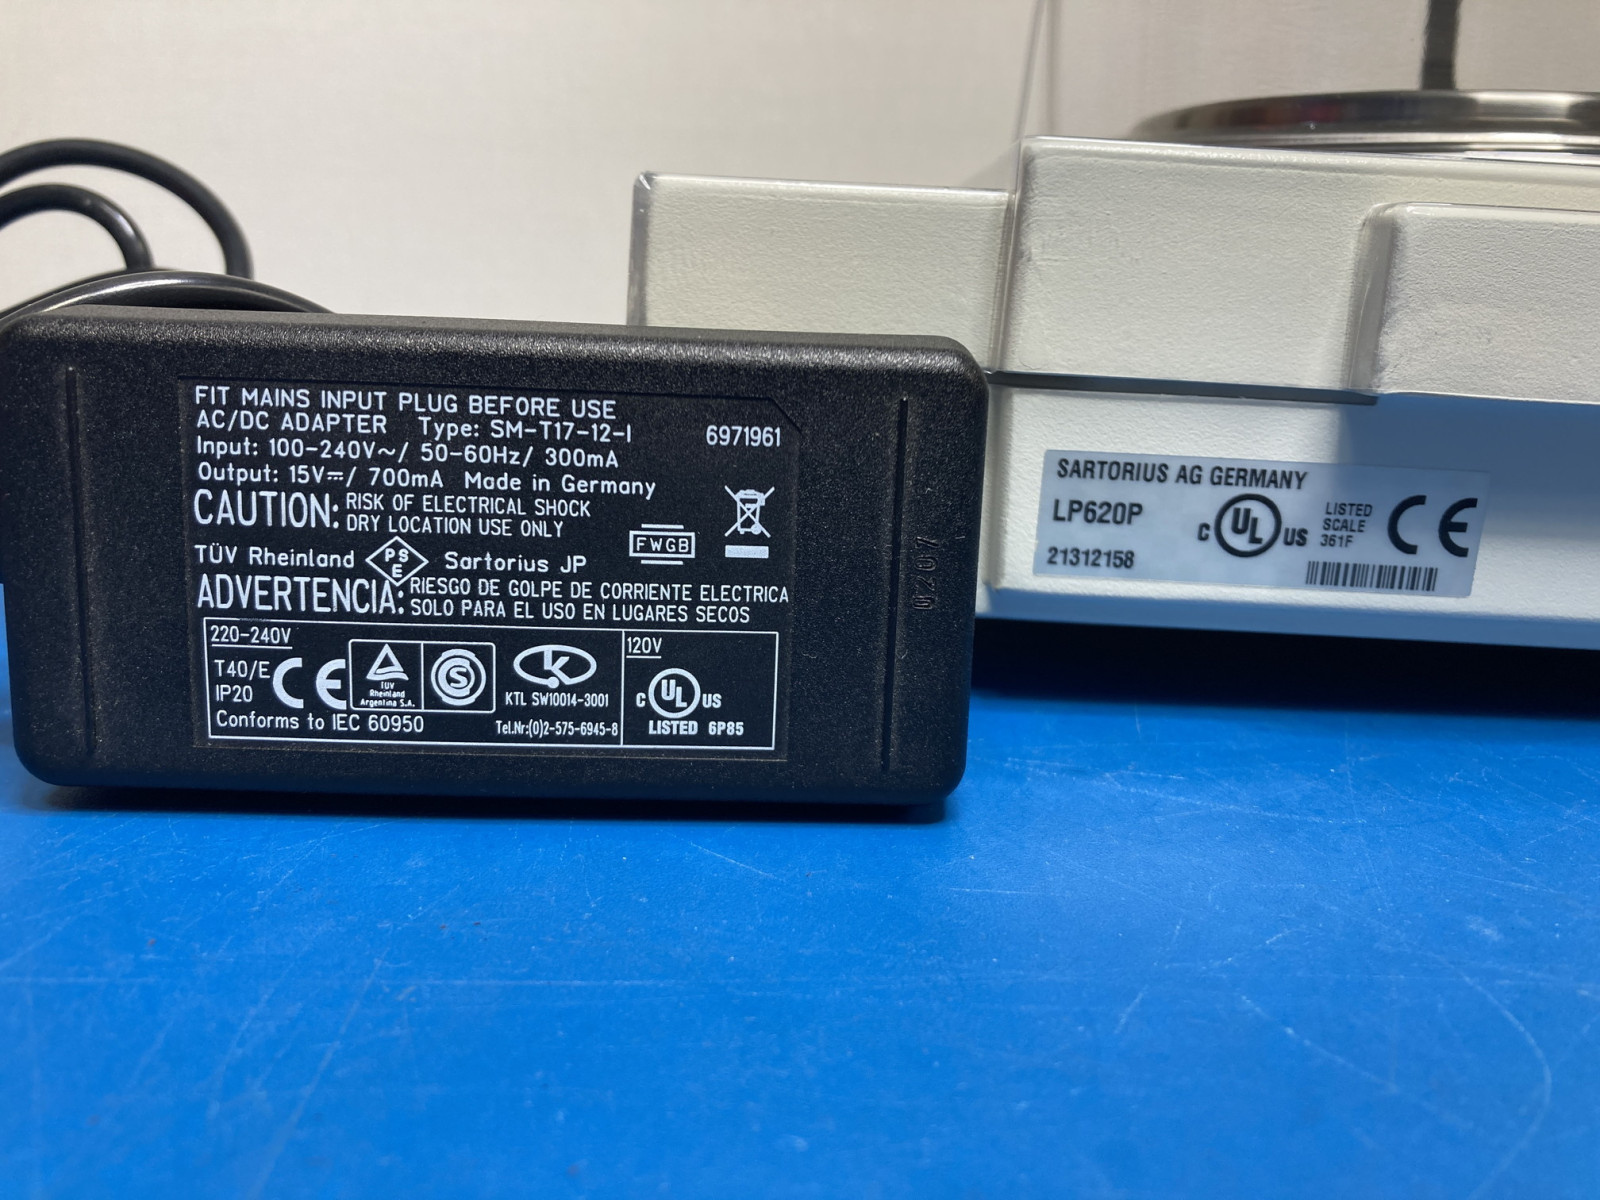 FIT MAINS INPUT PLUG BEFORE USE
AC/DC ADAPTER Type: SM-T17-12-I
6971961
Input: 100-240V~/ 50-60Hz/ 300mA
Output: 15V⎓/ 700mA Made in Germany
CAUTION: RISK OF ELECTRICAL SHOCK
DRY LOCATION USE ONLY
FWGB
TÜV Rheinland PSE Sartorius JP
ADVERTENCIA: RIESGO DE GOLPE DE CORRIENTE ELECTRICA
SOLO PARA EL USO EN LUGARES SECOS
220-240V
T40/E
IP20
CE
TÜV
Rheinland
Argentina S.A.
S
K
KTL SW10014-3001
Conforms to IEC 60950
Tel.Nr:(0)2-575-6945-8
120V
C UL US
LISTED 6P85
SARTORIUS AG GERMANY
LP620P
21312158
C UL US
LISTED
SCALE
361F
CE